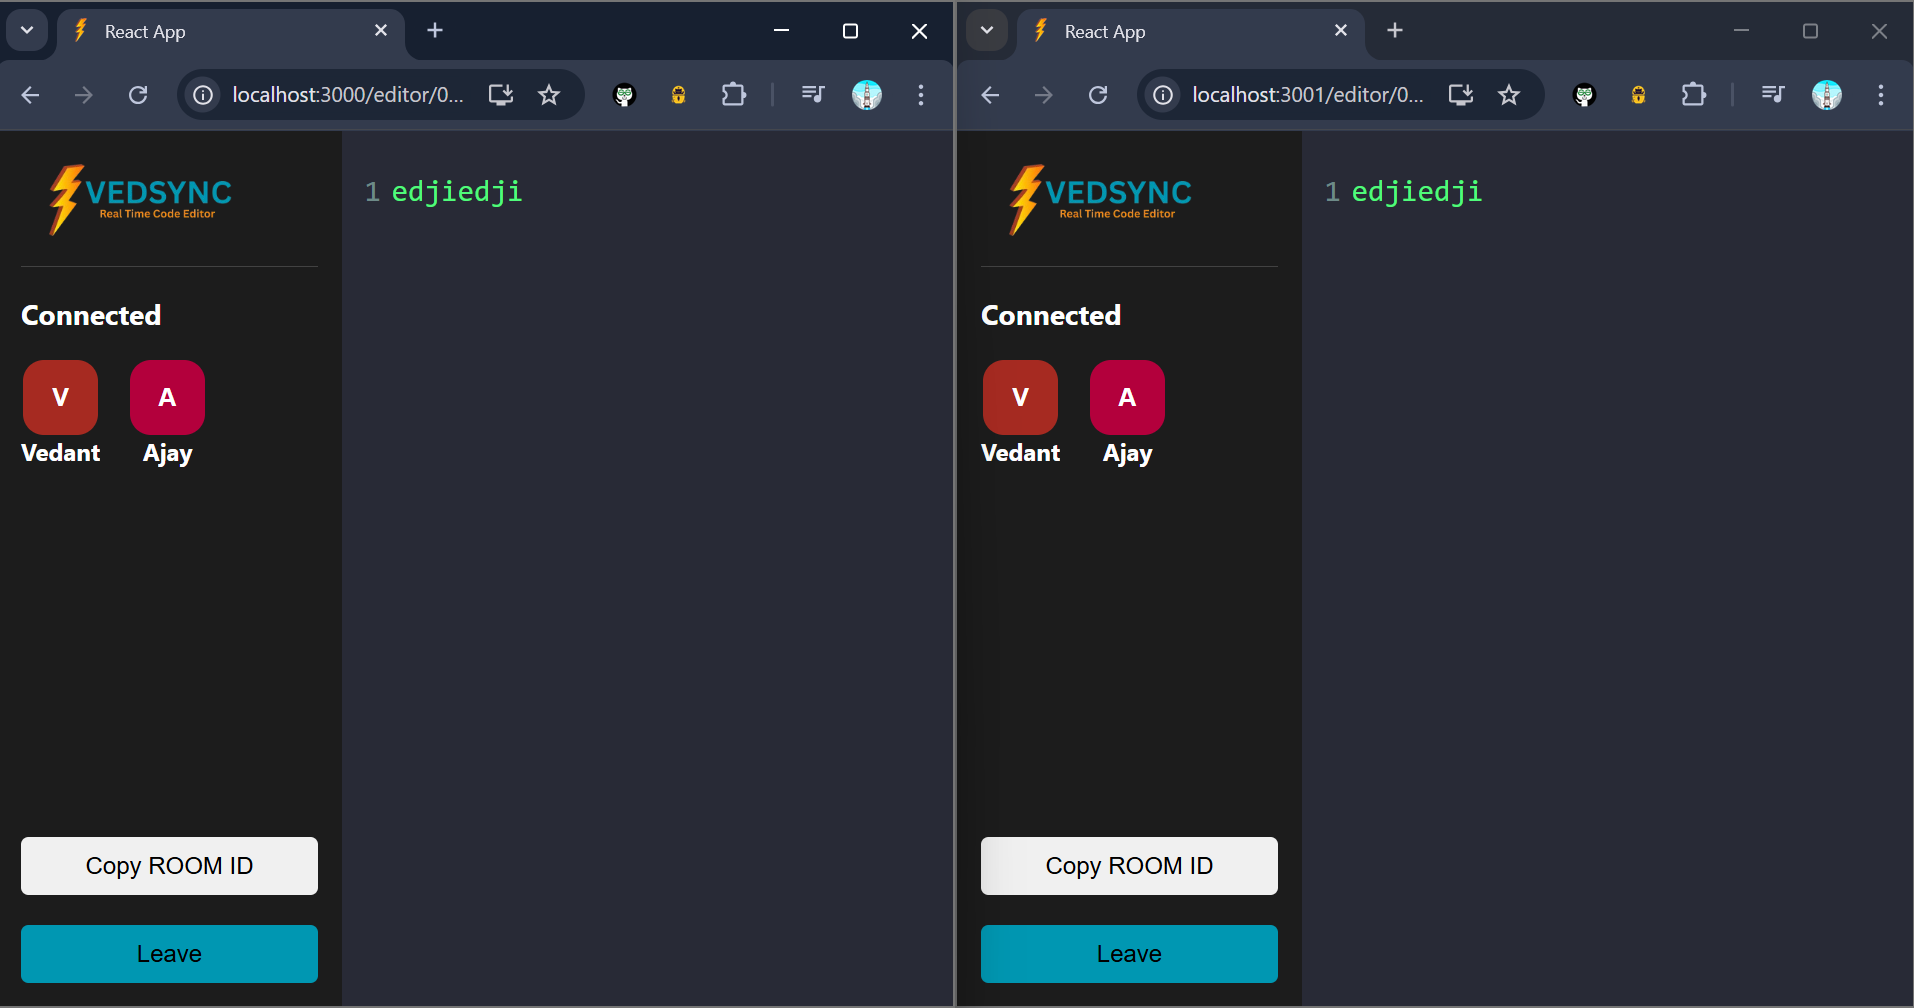 React App
localhost:3000/editor/0...
VEDSYNC
Real Time Code Editor
Connected
V A
Vedant Ajay
Copy ROOM ID
Leave
1 edjiedji
React App
localhost:3001/editor/0...
VEDSYNC
Real Time Code Editor
Connected
V A
Vedant Ajay
Copy ROOM ID
Leave
1 edjiedji